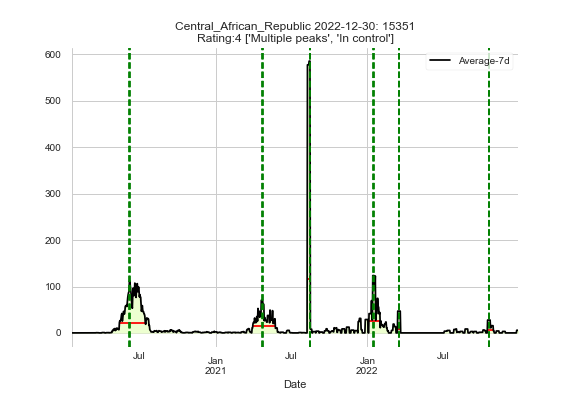 Central_African_Republic 2022-12-30: 15351
Rating:4 ['Multiple peaks', 'In control']
Average-7d
600
500
400
300
200
100
0
Jul
Jan
2021
Jul
Jan
2022
Jul
Date